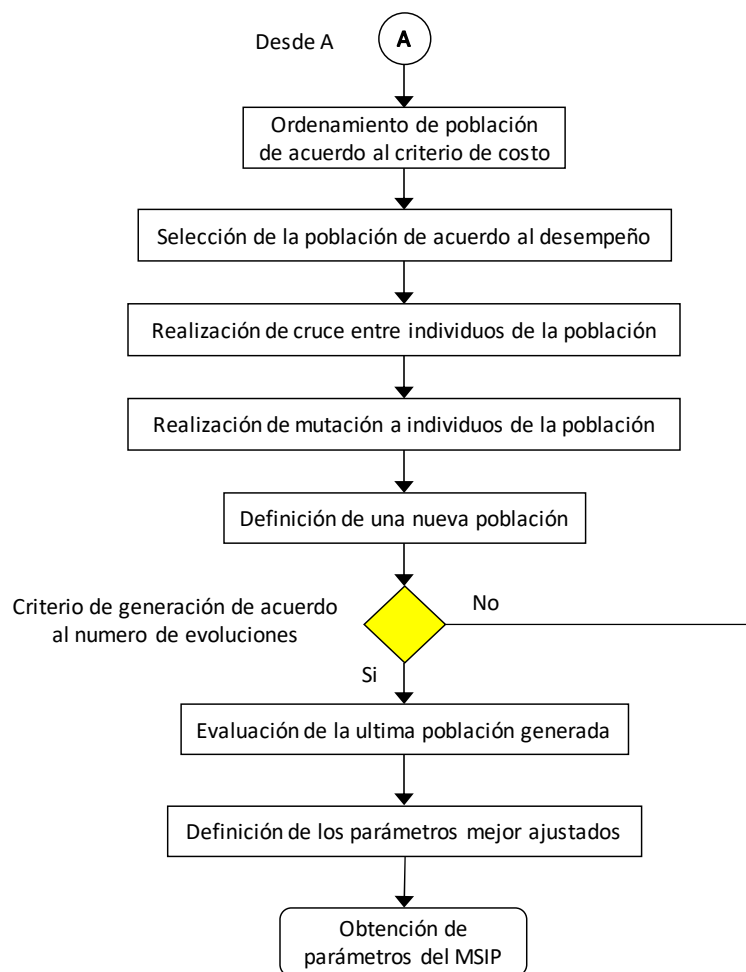 Desde A
A
Ordenamiento de población
de acuerdo al criterio de costo
Selección de la población de acuerdo al desempeño
Realización de cruce entre individuos de la población
Realización de mutación a individuos de la población
Definición de una nueva población
Criterio de generación de acuerdo
al numero de evoluciones
No
Si
Evaluación de la ultima población generada
Definición de los parámetros mejor ajustados
Obtención de
parámetros del MSIP